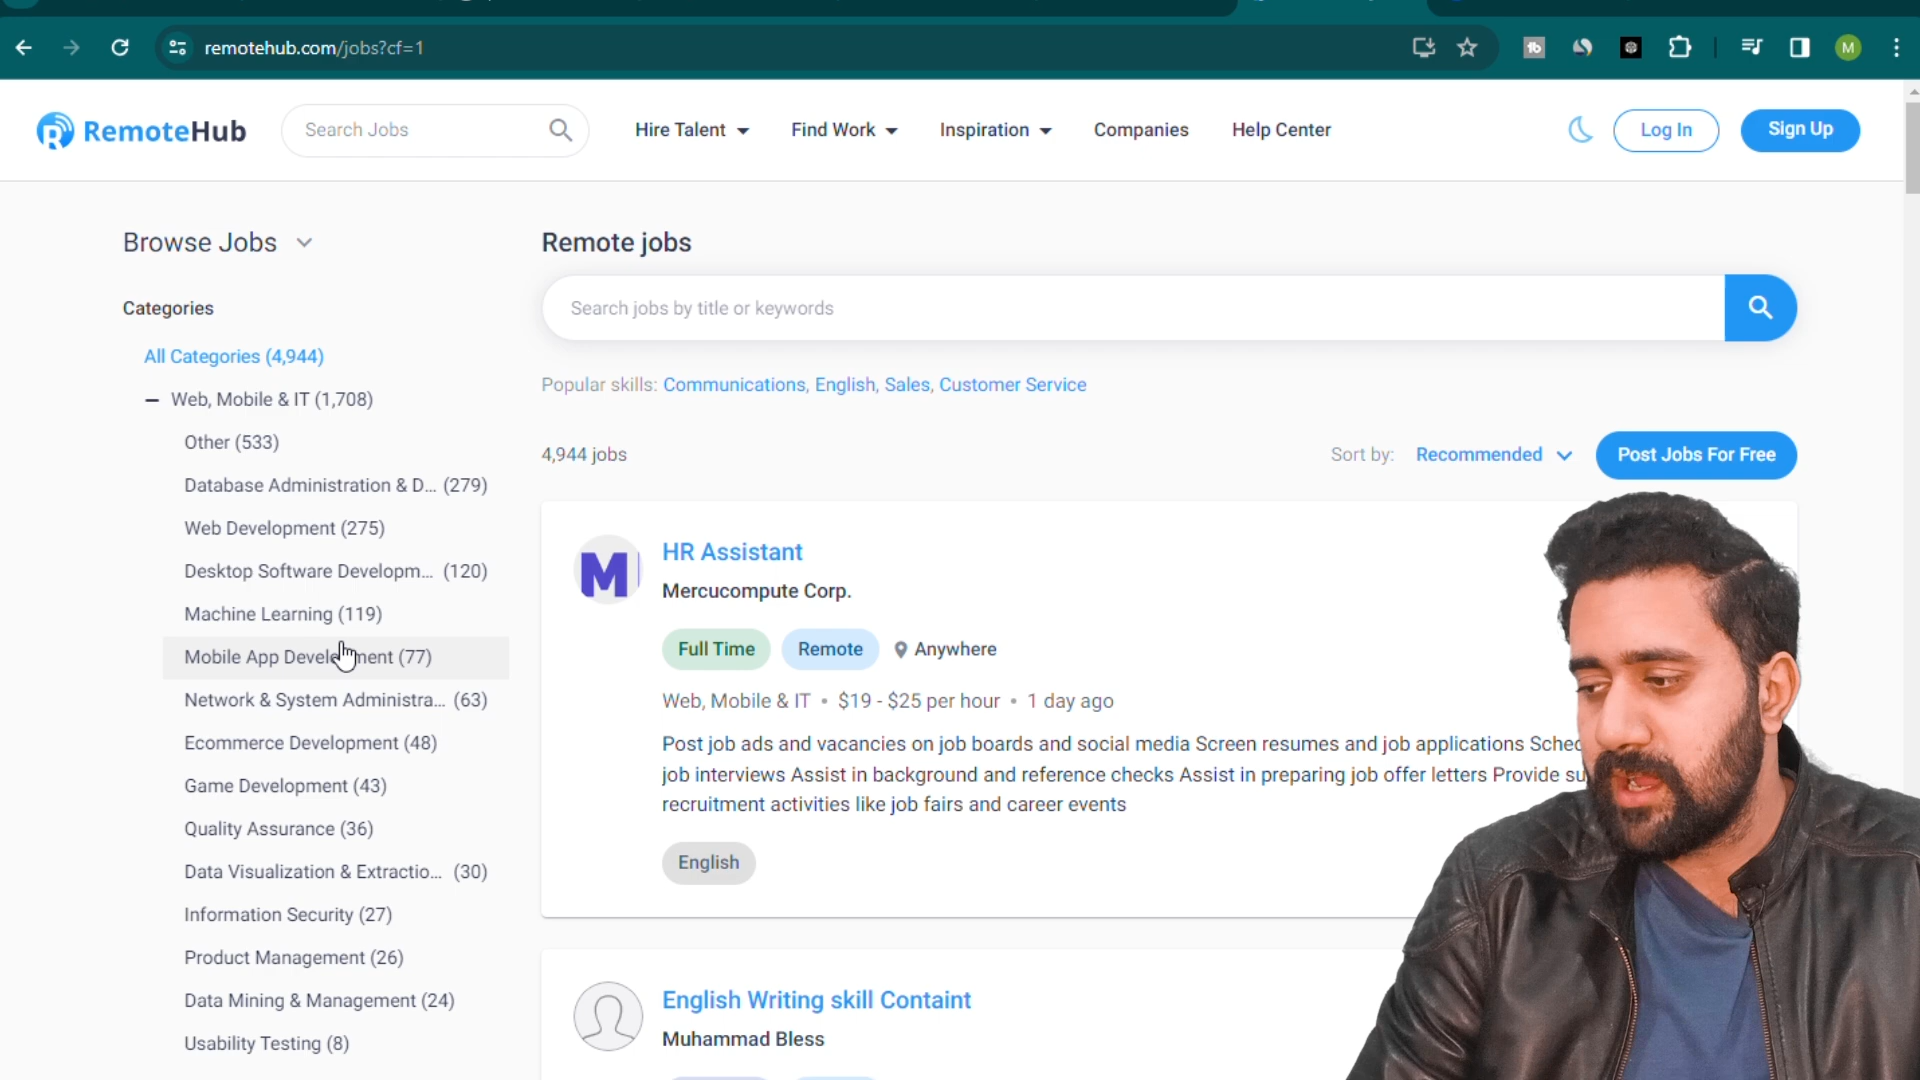 remotehub.com/jobs?cf=1
M
RemoteHub
Search Jobs
Hire Talent
Find Work
Inspiration
Companies
Help Center
Log In
Sign Up
Browse Jobs
Categories
All Categories (4,944)
Web, Mobile & IT (1,708)
Other (533)
Database Administration & D... (279)
Web Development (275)
Desktop Software Developm... (120)
Machine Learning (119)
Mobile App Development (77)
Network & System Administra... (63)
Ecommerce Development (48)
Game Development (43)
Quality Assurance (36)
Data Visualization & Extractio... (30)
Information Security (27)
Product Management (26)
Data Mining & Management (24)
Usability Testing (8)
Remote jobs
Search jobs by title or keywords
Popular skills: Communications, English, Sales, Customer Service
4,944 jobs
Sort by: Recommended
Post Jobs For Free
M
HR Assistant
Mercucompute Corp.
Full Time
Remote
Anywhere
Web, Mobile & IT • $19 - $25 per hour • 1 day ago
Post job ads and vacancies on job boards and social media Screen resumes and job applications
job interviews Assist in background and reference checks Assist in preparing job offer letters Provide
recruitment activities like job fairs and career events
English
English Writing skill Containt
Muhammad Bless